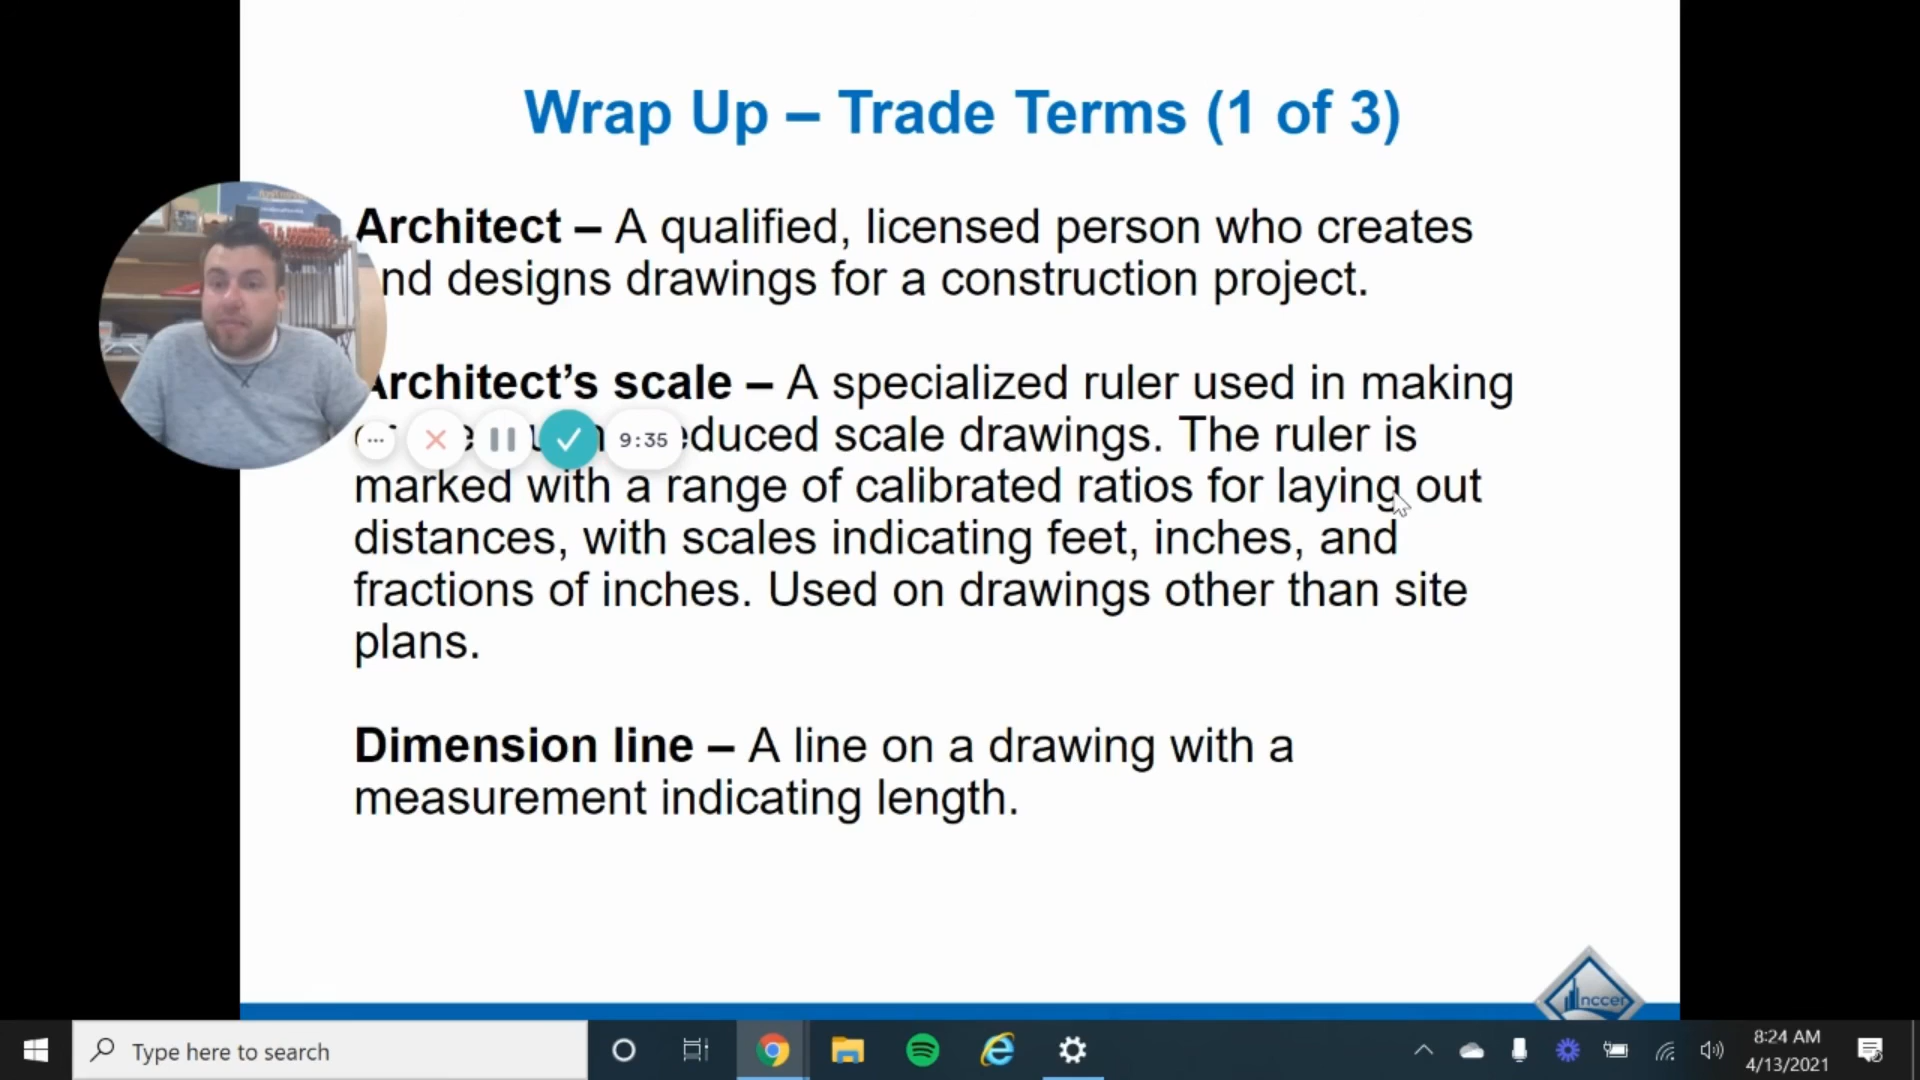 Wrap Up – Trade Terms (1 of 3)
Architect – A qualified, licensed person who creates
nd designs drawings for a construction project.
Architect’s scale – A specialized ruler used in making
educed scale drawings. The ruler is
9:35
marked with a range of calibrated ratios for laying out
distances, with scales indicating feet, inches, and
fractions of inches. Used on drawings other than site
plans.
Dimension line – A line on a drawing with a
measurement indicating length.
nccer
Type here to search
8:24 AM
4/13/2021